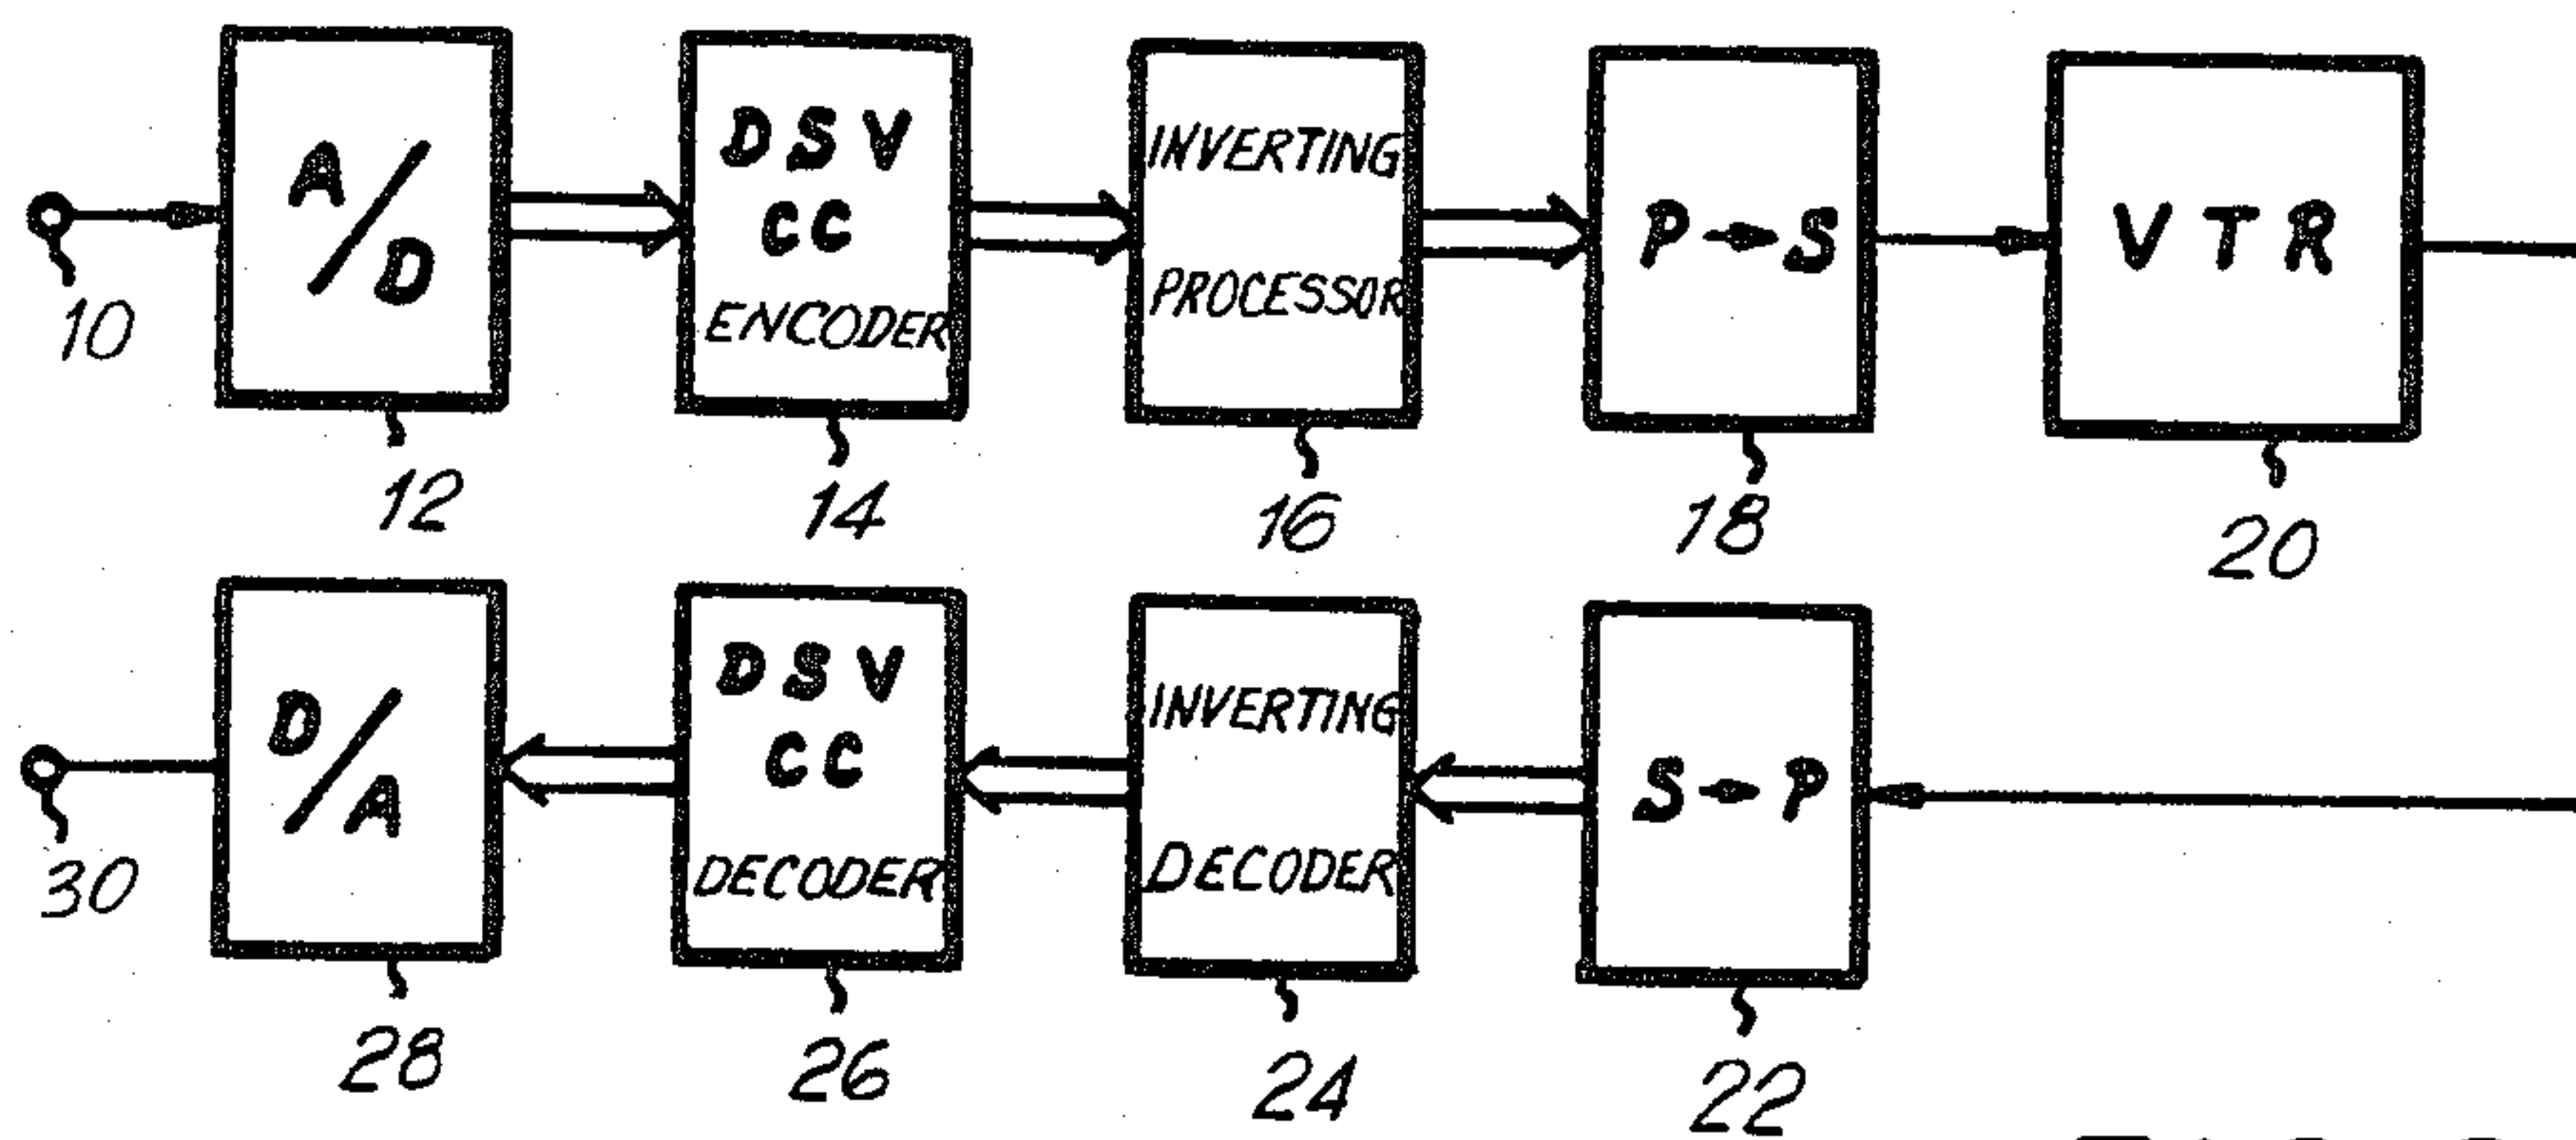 A/D
DSV
CC
ENCODER
INVERTING
PROCESSOR
P→S
VTR
10
12
14
16
18
20
D/A
DSV
CC
DECODER
INVERTING
DECODER
S→P
30
28
26
24
22